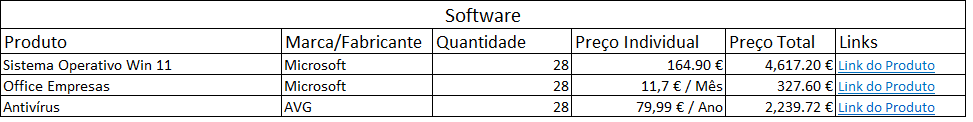 Software
Produto Marca/Fabricante Quantidade Preço Individual Preço Total Links
Sistema Operativo Win 11 Microsoft 28 164.90 € 4,617.20 € Link do Produto
Office Empresas Microsoft 28 11,7 € / Mês 327.60 € Link do Produto
Antivírus AVG 28 79,99 € / Ano 2,239.72 € Link do Produto